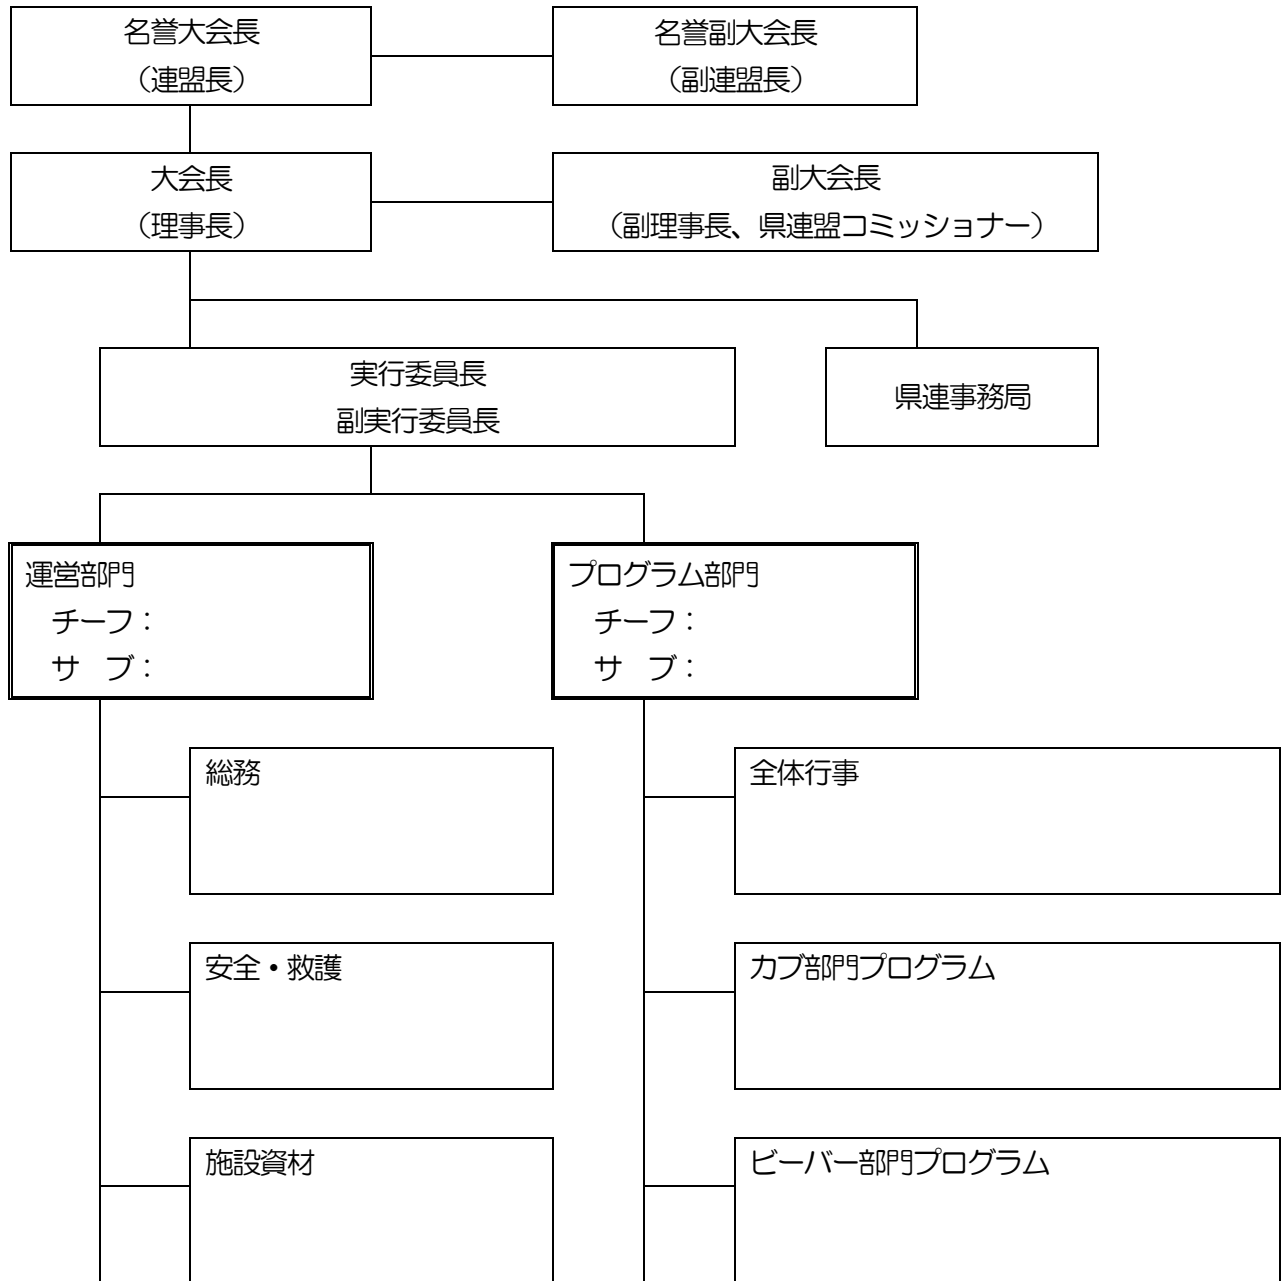 名誉大会長
（連盟長）
名誉副大会長
（副連盟長）
大会長
（理事長）
副大会長
（副理事長、県連盟コミッショナー）
実行委員長
副実行委員長
県連事務局
運営部門
チーフ：
サ　ブ：
プログラム部門
チーフ：
サ　ブ：
総務
全体行事
安全・救護
カブ部門プログラム
施設資材
ビーバー部門プログラム